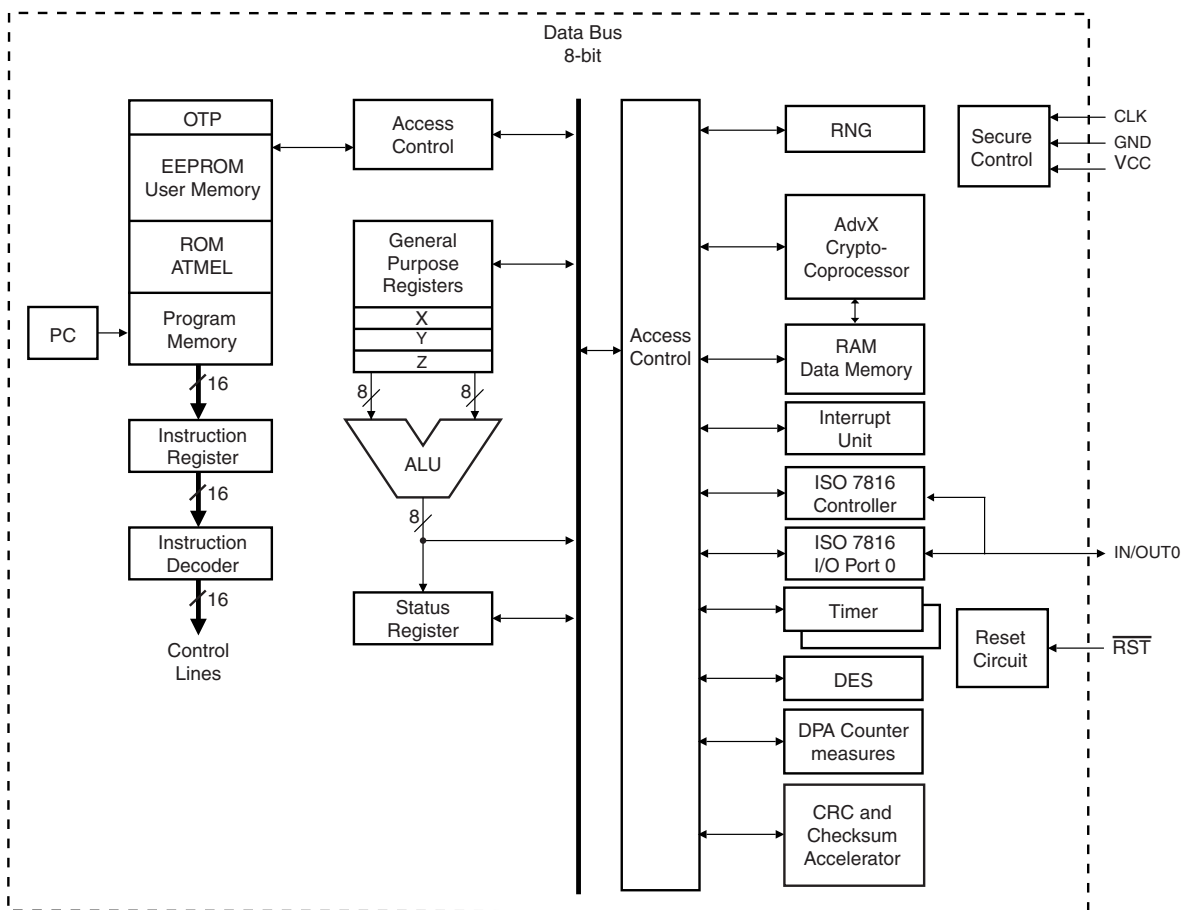 Data Bus
8-bit
OTP
EEPROM
User Memory
ROM
ATMEL
Program
Memory
PC
16
Instruction
Register
16
Instruction
Decoder
16
Control
Lines
Access
Control
General
Purpose
Registers
X
Y
Z
8
8
ALU
8
Status
Register
Access
Control
RNG
AdvX
Crypto-
Coprocessor
RAM
Data Memory
Interrupt
Unit
ISO 7816
Controller
ISO 7816
I/O Port 0
Timer
DES
DPA Counter
measures
CRC and
Checksum
Accelerator
Secure
Control
CLK
GND
VCC
IN/OUT0
Reset
Circuit
RST